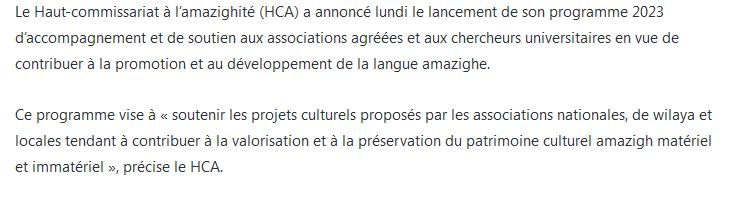 Le Haut-commissariat à l’amazighité (HCA) a annoncé lundi le lancement de son programme 2023
d’accompagnement et de soutien aux associations agréées et aux chercheurs universitaires en vue de
contribuer à la promotion et au développement de la langue amazighe.
Ce programme vise à « soutenir les projets culturels proposés par les associations nationales, de wilaya et
locales tendant à contribuer à la valorisation et à la préservation du patrimoine culturel amazigh matériel
et immatériel », précise le HCA.